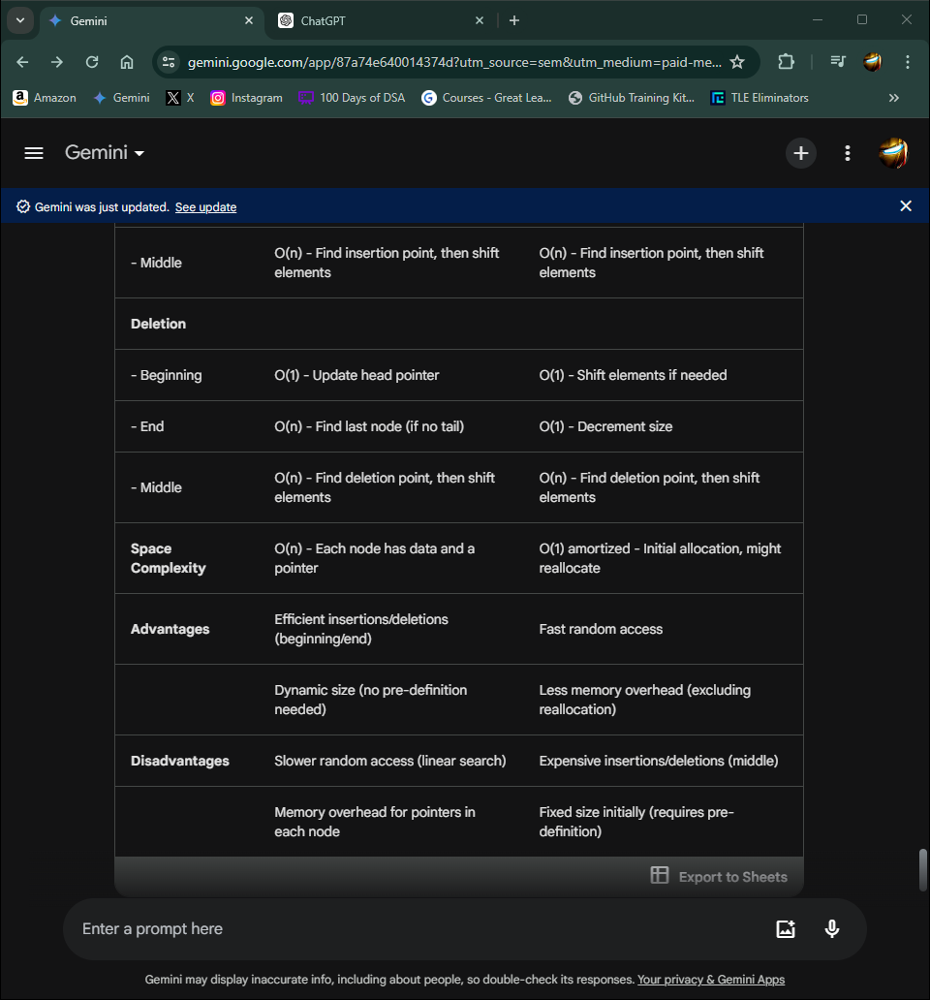 Gemini
ChatGPT
gemini.google.com/app/87a74e640014374d?utm_source=sem&utm_medium=paid-me...
Amazon
Gemini
X
Instagram
100 Days of DSA
Courses - Great Lea...
GitHub Training Kit...
TLE Eliminators
Gemini
Gemini was just updated. See update
- Middle
O(n) - Find insertion point, then shift
elements
O(n) - Find insertion point, then shift
elements
Deletion
- Beginning
O(1) - Update head pointer
O(1) - Shift elements if needed
- End
O(n) - Find last node (if no tail)
O(1) - Decrement size
- Middle
O(n) - Find deletion point, then shift
elements
O(n) - Find deletion point, then shift
elements
Space
Complexity
O(n) - Each node has data and a
pointer
O(1) amortized - Initial allocation, might
reallocate
Advantages
Efficient insertions/deletions
(beginning/end)
Fast random access
Dynamic size (no pre-definition
needed)
Less memory overhead (excluding
reallocation)
Disadvantages
Slower random access (linear search)
Expensive insertions/deletions (middle)
Memory overhead for pointers in
each node
Fixed size initially (requires pre-
definition)
Export to Sheets
Enter a prompt here
Gemini may display inaccurate info, including about people, so double-check its responses. Your privacy & Gemini Apps